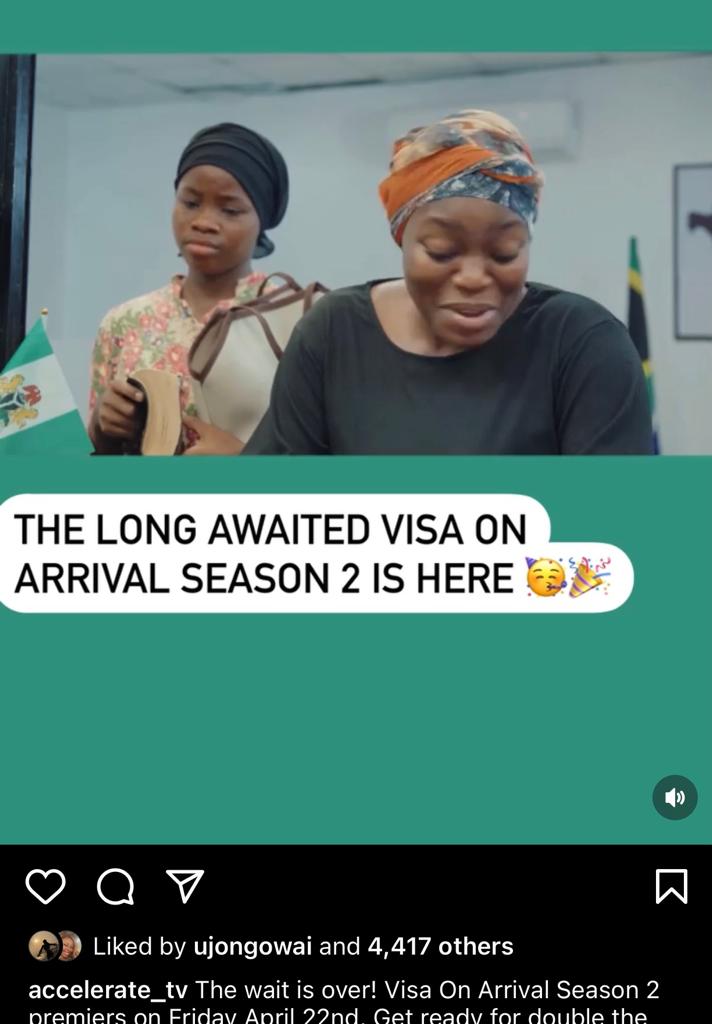 THE LONG AWAITED VISA ON
ARRIVAL SEASON 2 IS HERE 🥳🎉
Liked by ujongowai and 4,417 others
accelerate_tv The wait is over! Visa On Arrival Season 2
premiers on Friday April 22nd. Get ready for double the